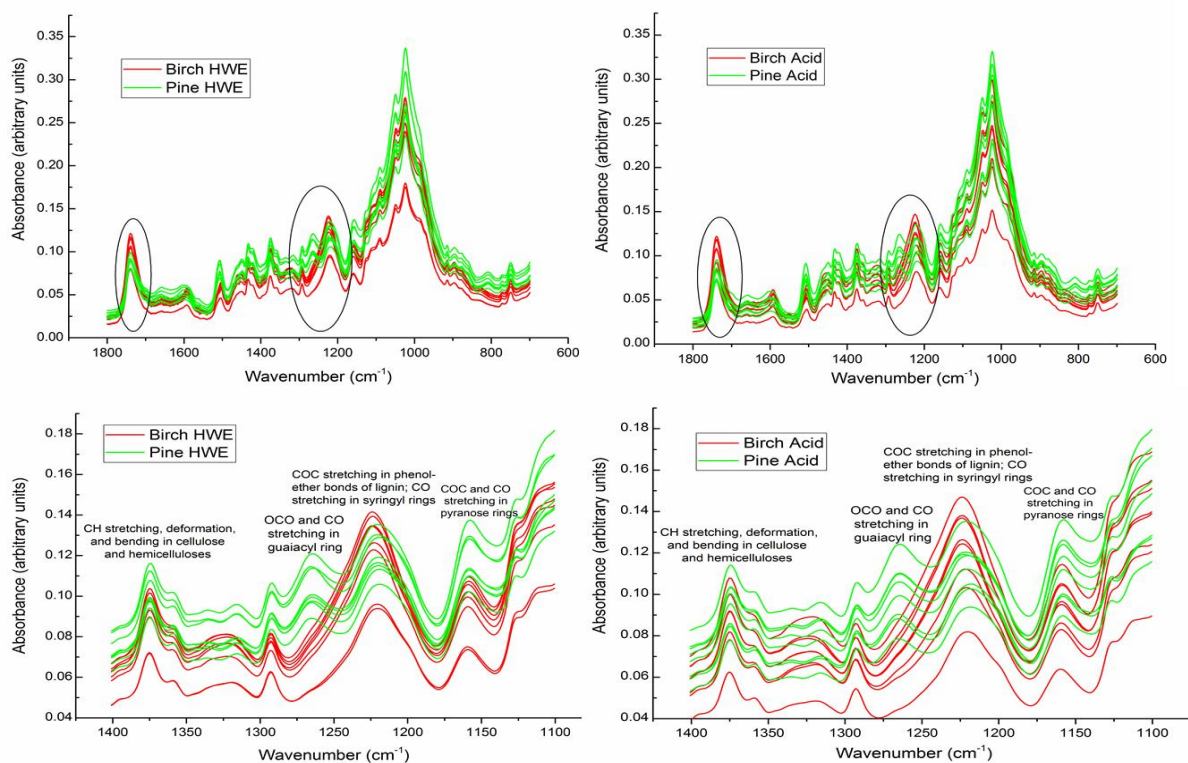 Absorbance (arbitrary units)
0.35
0.30
0.25
0.20
0.15
0.10
0.05
0.00
Birch HWE
Pine HWE
1800 1600 1400 1200 1000 800 600
Wavenumber (cm-1)
Absorbance (arbitrary units)
0.35
0.30
0.25
0.20
0.15
0.10
0.05
0.00
Birch Acid
Pine Acid
1800 1600 1400 1200 1000 800 600
Wavenumber (cm-1)
Absorbance (arbitrary units)
0.18
0.16
0.14
0.12
0.10
0.08
0.06
0.04
Birch HWE
Pine HWE
CH stretching, deformation,
and bending in cellulose
and hemicelluloses
OCO and CO
stretching in
guaiacyl ring
COC stretching in phenol-
ether bonds of lignin; CO
stretching in syringyl rings
COC and CO
stretching in
pyranose rings
1400 1350 1300 1250 1200 1150 1100
Wavenumber (cm-1)
Absorbance (arbitrary units)
0.18
0.16
0.14
0.12
0.10
0.08
0.06
0.04
Birch Acid
Pine Acid
CH stretching, deformation,
and bending in cellulose
and hemicelluloses
OCO and CO
stretching in
guaiacyl ring
COC stretching in phenol-
ether bonds of lignin; CO
stretching in syringyl rings
COC and CO
stretching in
pyranose rings
1400 1350 1300 1250 1200 1150 1100
Wavenumber (cm-1)